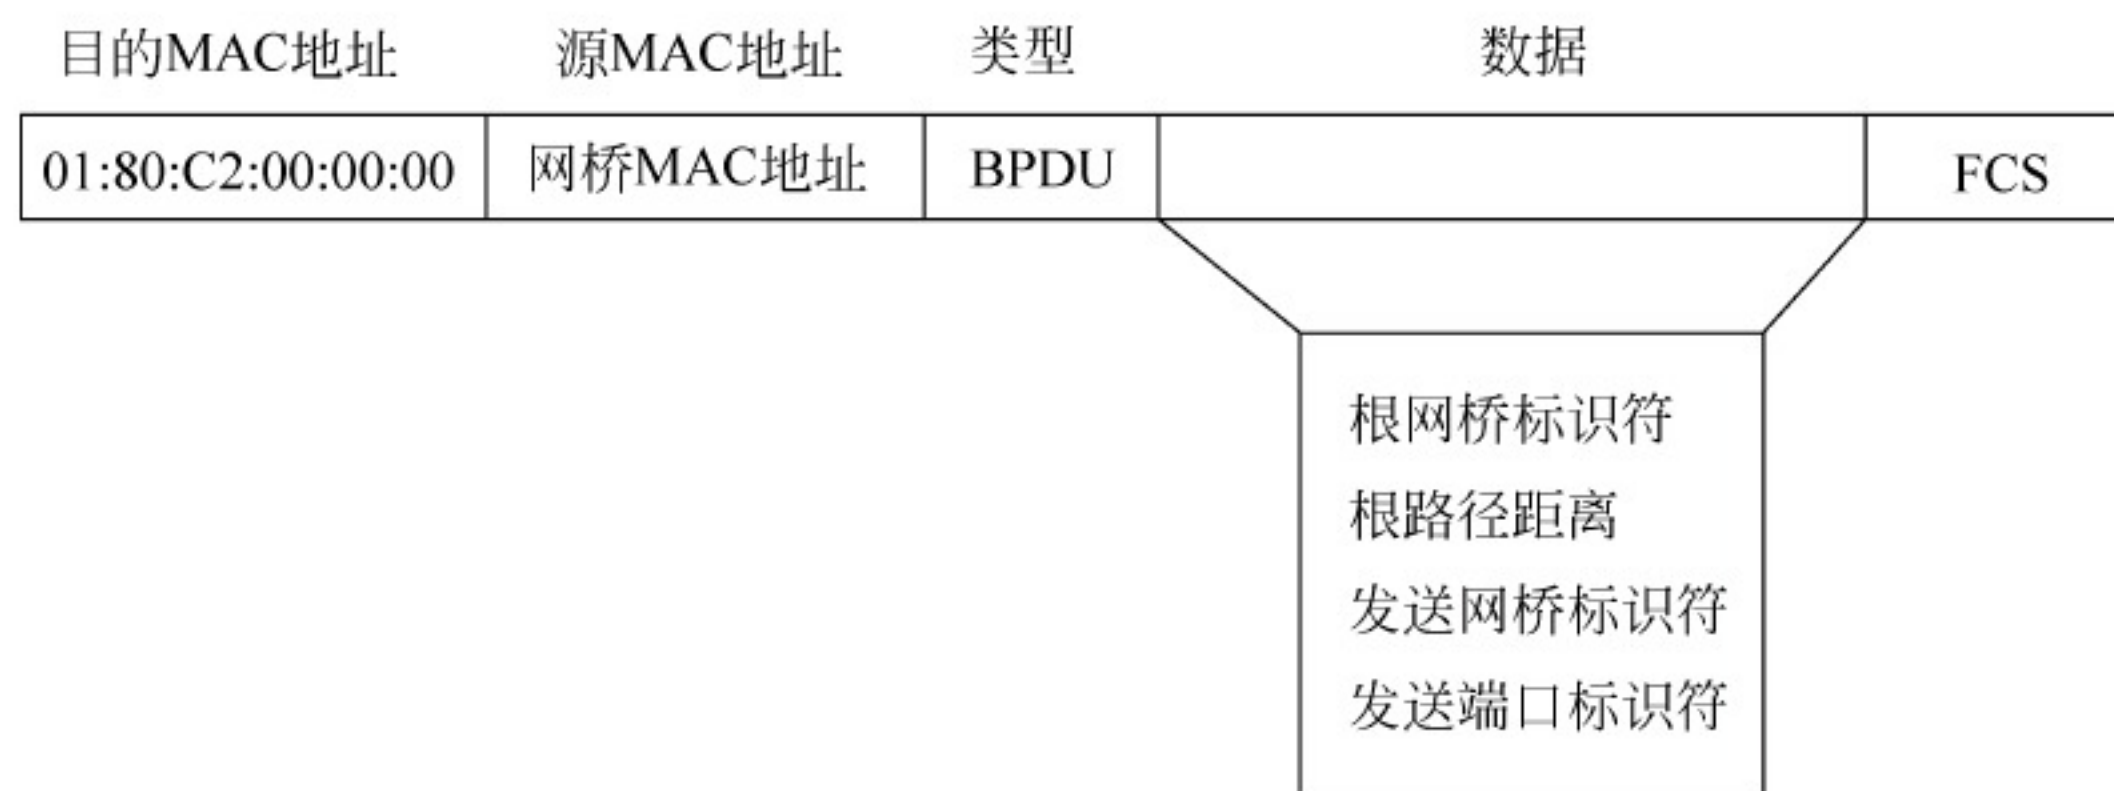 目的MAC地址 源MAC地址 类型 数据
01:80:C2:00:00:00 网桥MAC地址 BPDU FCS
根网桥标识符
根路径距离
发送网桥标识符
发送端口标识符